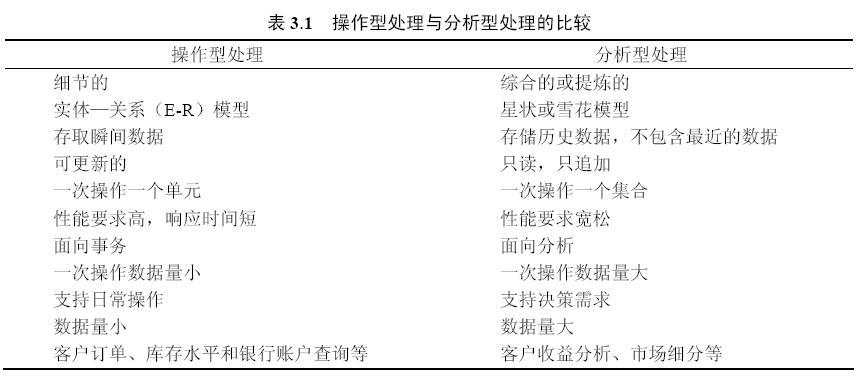 表 3.1 操作型处理与分析型处理的比较
操作型处理 分析型处理
细节的 综合的或提炼的
实体—关系（E-R）模型 星状或雪花模型
存取瞬间数据 存储历史数据，不包含最近的数据
可更新的 只读，只追加
一次操作一个单元 一次操作一个集合
性能要求高，响应时间短 性能要求宽松
面向事务 面向分析
一次操作数据量小 一次操作数据量大
支持日常操作 支持决策需求
数据量小 数据量大
客户订单、库存水平和银行账户查询等 客户收益分析、市场细分等